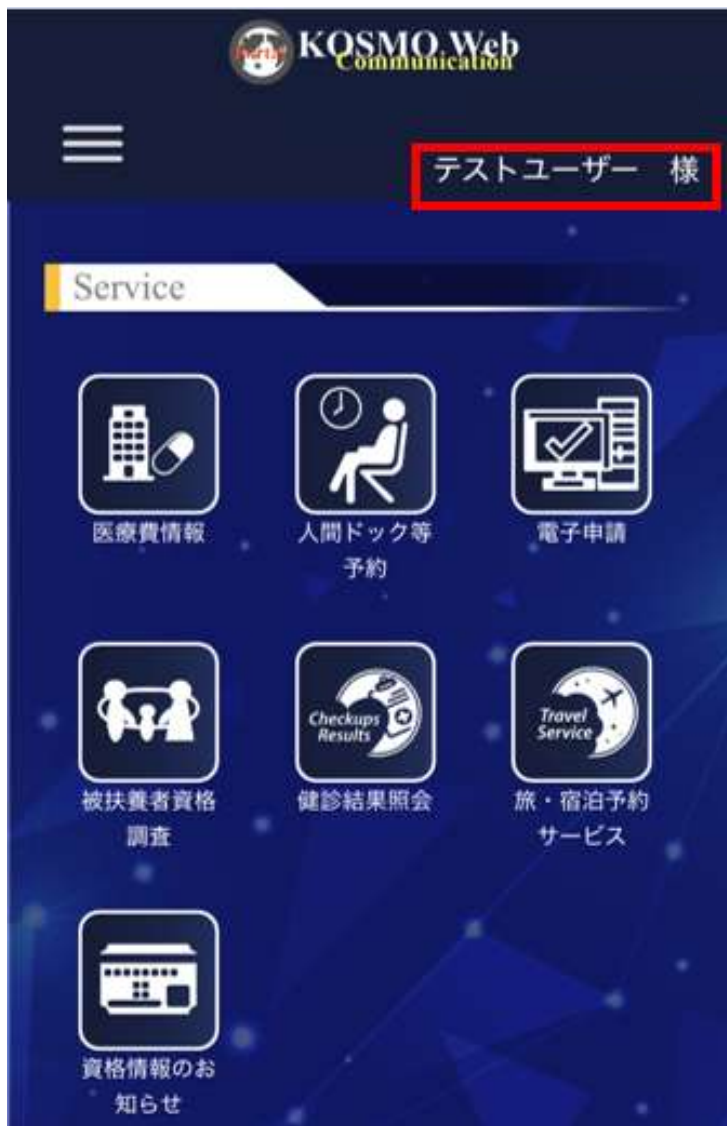 Portal
KOSMO Web
Communication
テストユーザー 様
Service
医療費情報
人間ドック等
予約
電子申請
被扶養者資格
調査
Checkups
Results
健診結果照会
Travel
Service
旅・宿泊予約
サービス
資格情報のお
知らせ